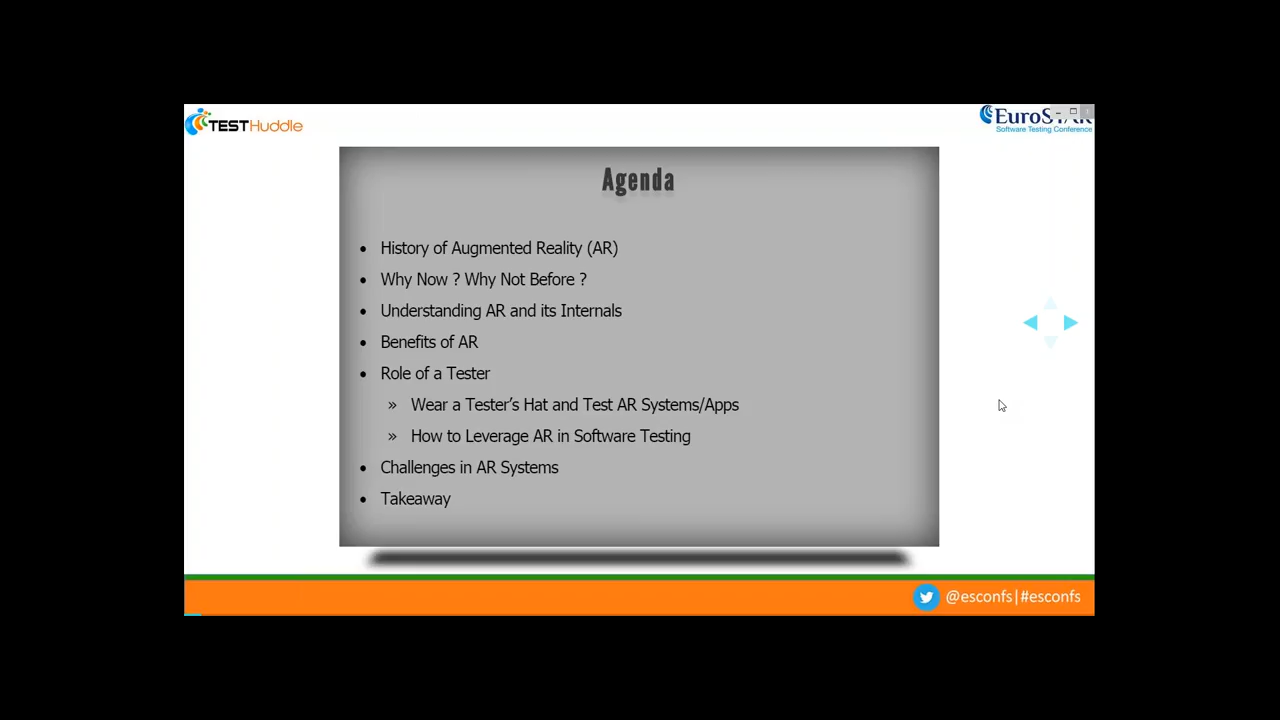 TESTHuddle
EuroSTAR
Software Testing Conference
Agenda
• History of Augmented Reality (AR)
• Why Now ? Why Not Before ?
• Understanding AR and its Internals
• Benefits of AR
• Role of a Tester
» Wear a Tester’s Hat and Test AR Systems/Apps
» How to Leverage AR in Software Testing
• Challenges in AR Systems
• Takeaway
@esconfs|#esconfs